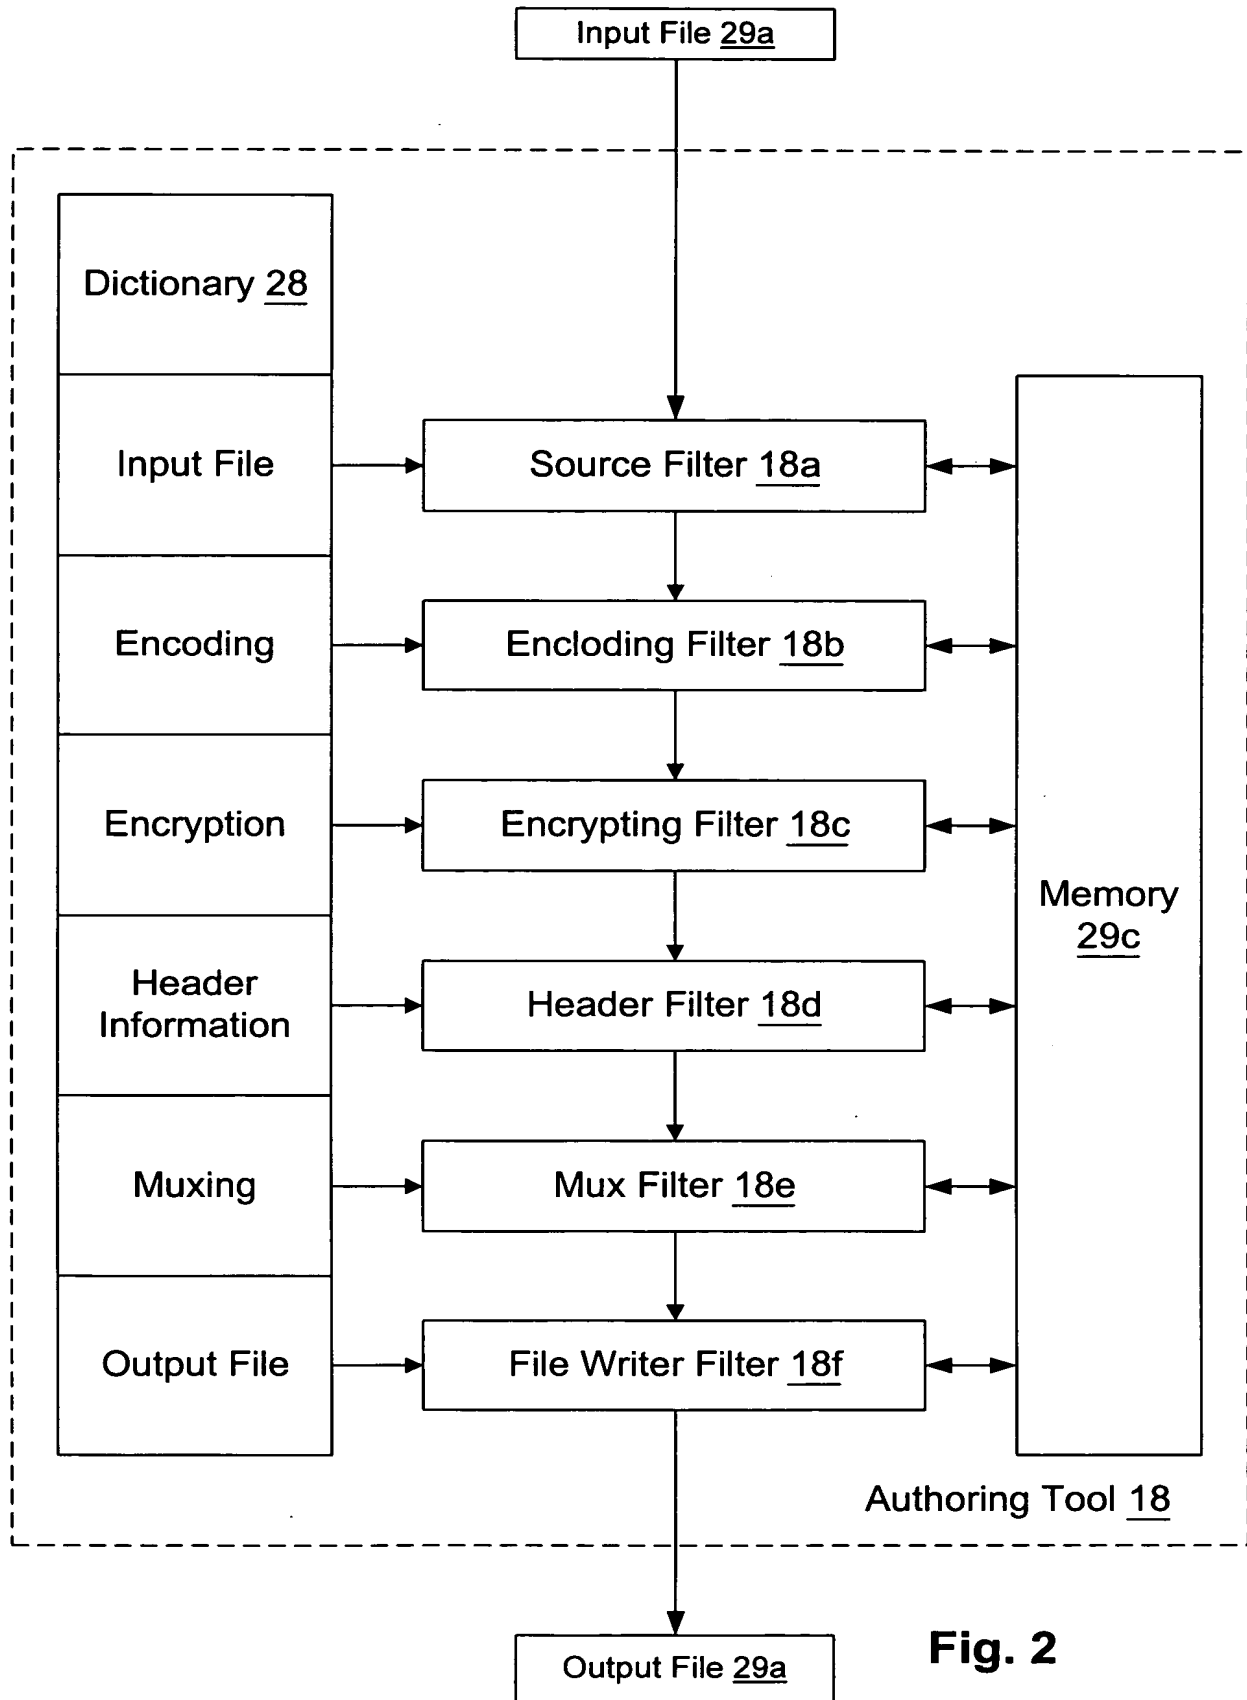 Input File 29a
Dictionary 28
Input File
Source Filter 18a
Encoding
Encloding Filter 18b
Encryption
Encrypting Filter 18c
Memory
29c
Header
Information
Header Filter 18d
Muxing
Mux Filter 18e
Output File
File Writer Filter 18f
Authoring Tool 18
Output File 29a
Fig. 2